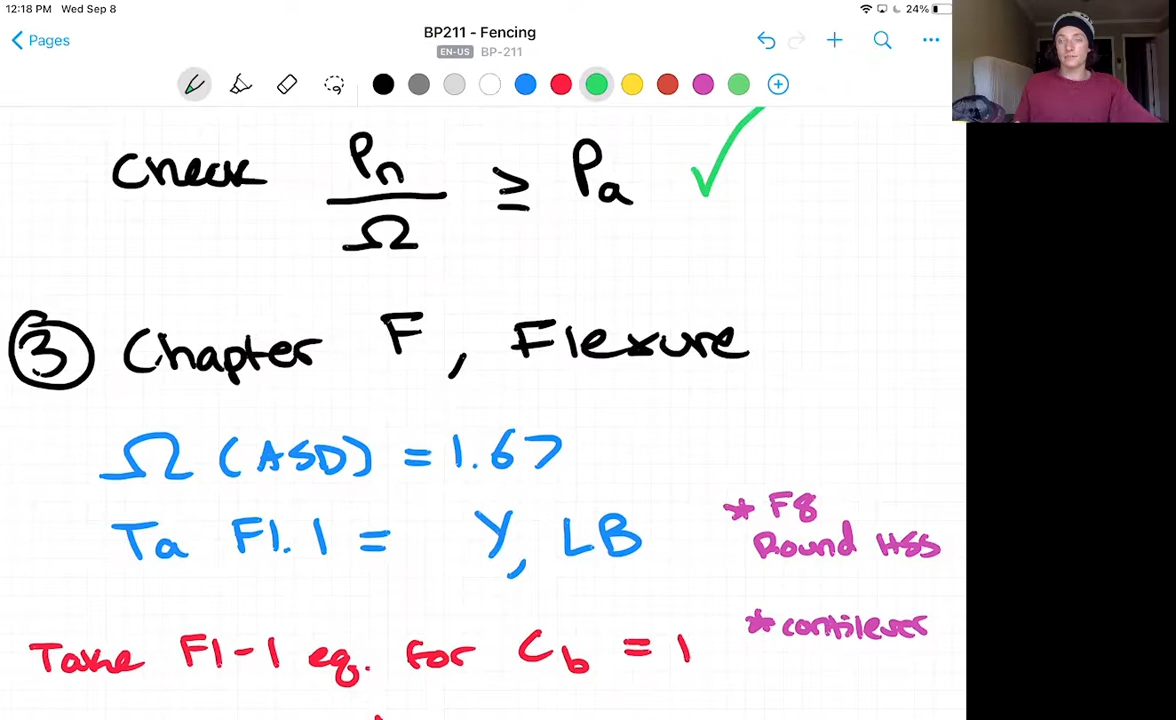 12:18 PM Wed Sep 8
24%
Pages
BP211 - Fencing
EN-US BP-211
Check Pn / Ω ≥ Pa ✓
③ Chapter F, Flexure
Ω (ASD) = 1.67
Ta F1.1 = Y, LB
* F8
Round HSS
* cantilever
Take F1-1 eq. for Cb = 1